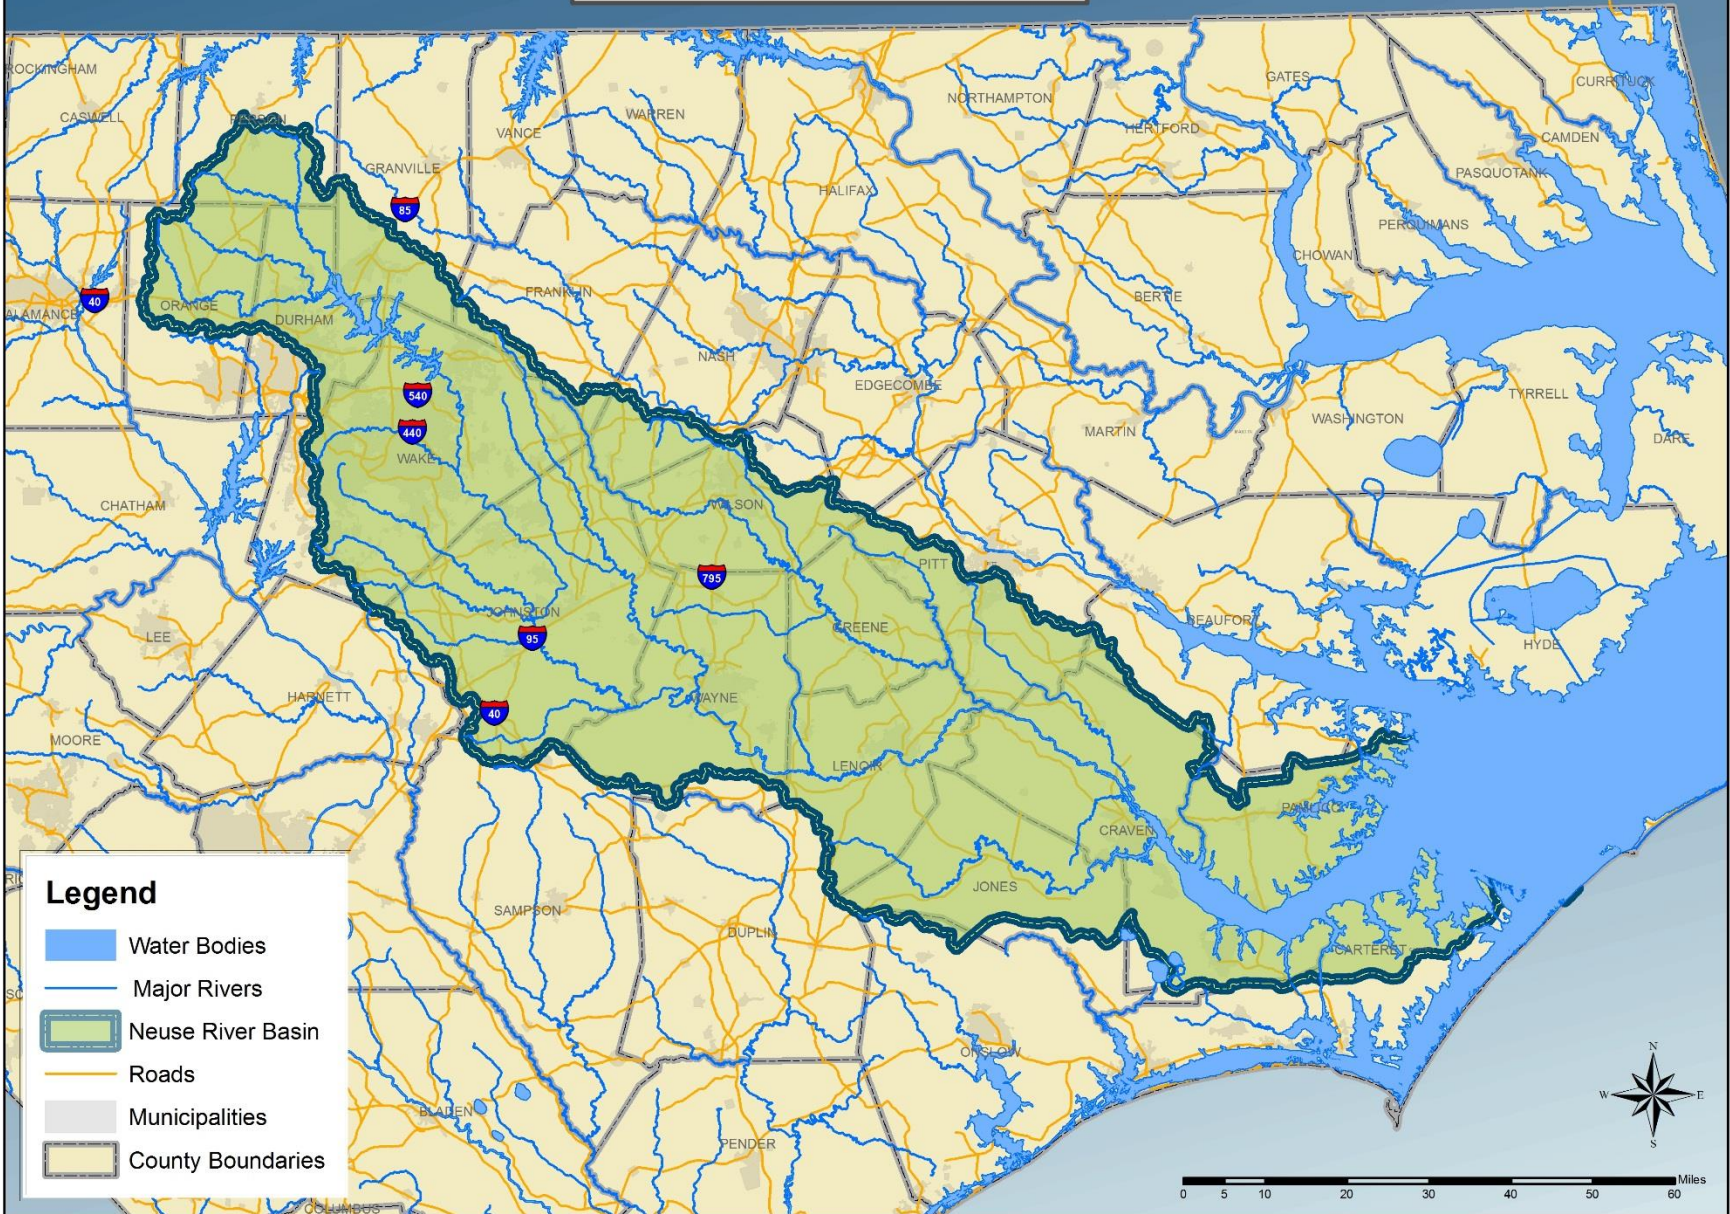 ROCKINGHAM
CASWELL
PERSON
GRANVILLE
VANCE
WARREN
NORTHAMPTON
GATES
CURRITUCK
HERTFORD
CAMDEN
PASQUOTANK
HALIFAX
PERQUIMANS
CHOWAN
85
40
ALAMANCE
ORANGE
DURHAM
FRANKLIN
BERTIE
NASH
EDGECOMBE
TYRRELL
WASHINGTON
MARTIN
DARE
540
440
WAKE
CHATHAM
WILSON
PITT
795
JOHNSTON
95
GREENE
BEAUFORT
HYDE
LEE
HARNETT
40
WAYNE
MOORE
LENOIR
PAMLICO
CRAVEN
JONES
SAMPSON
DUPLIN
CARTERET
ONSLOW
BLADEN
PENDER
COLUMBUS
Legend
Water Bodies
Major Rivers
Neuse River Basin
Roads
Municipalities
County Boundaries
N
W
E
S
0 5 10 20 30 40 50 60 Miles